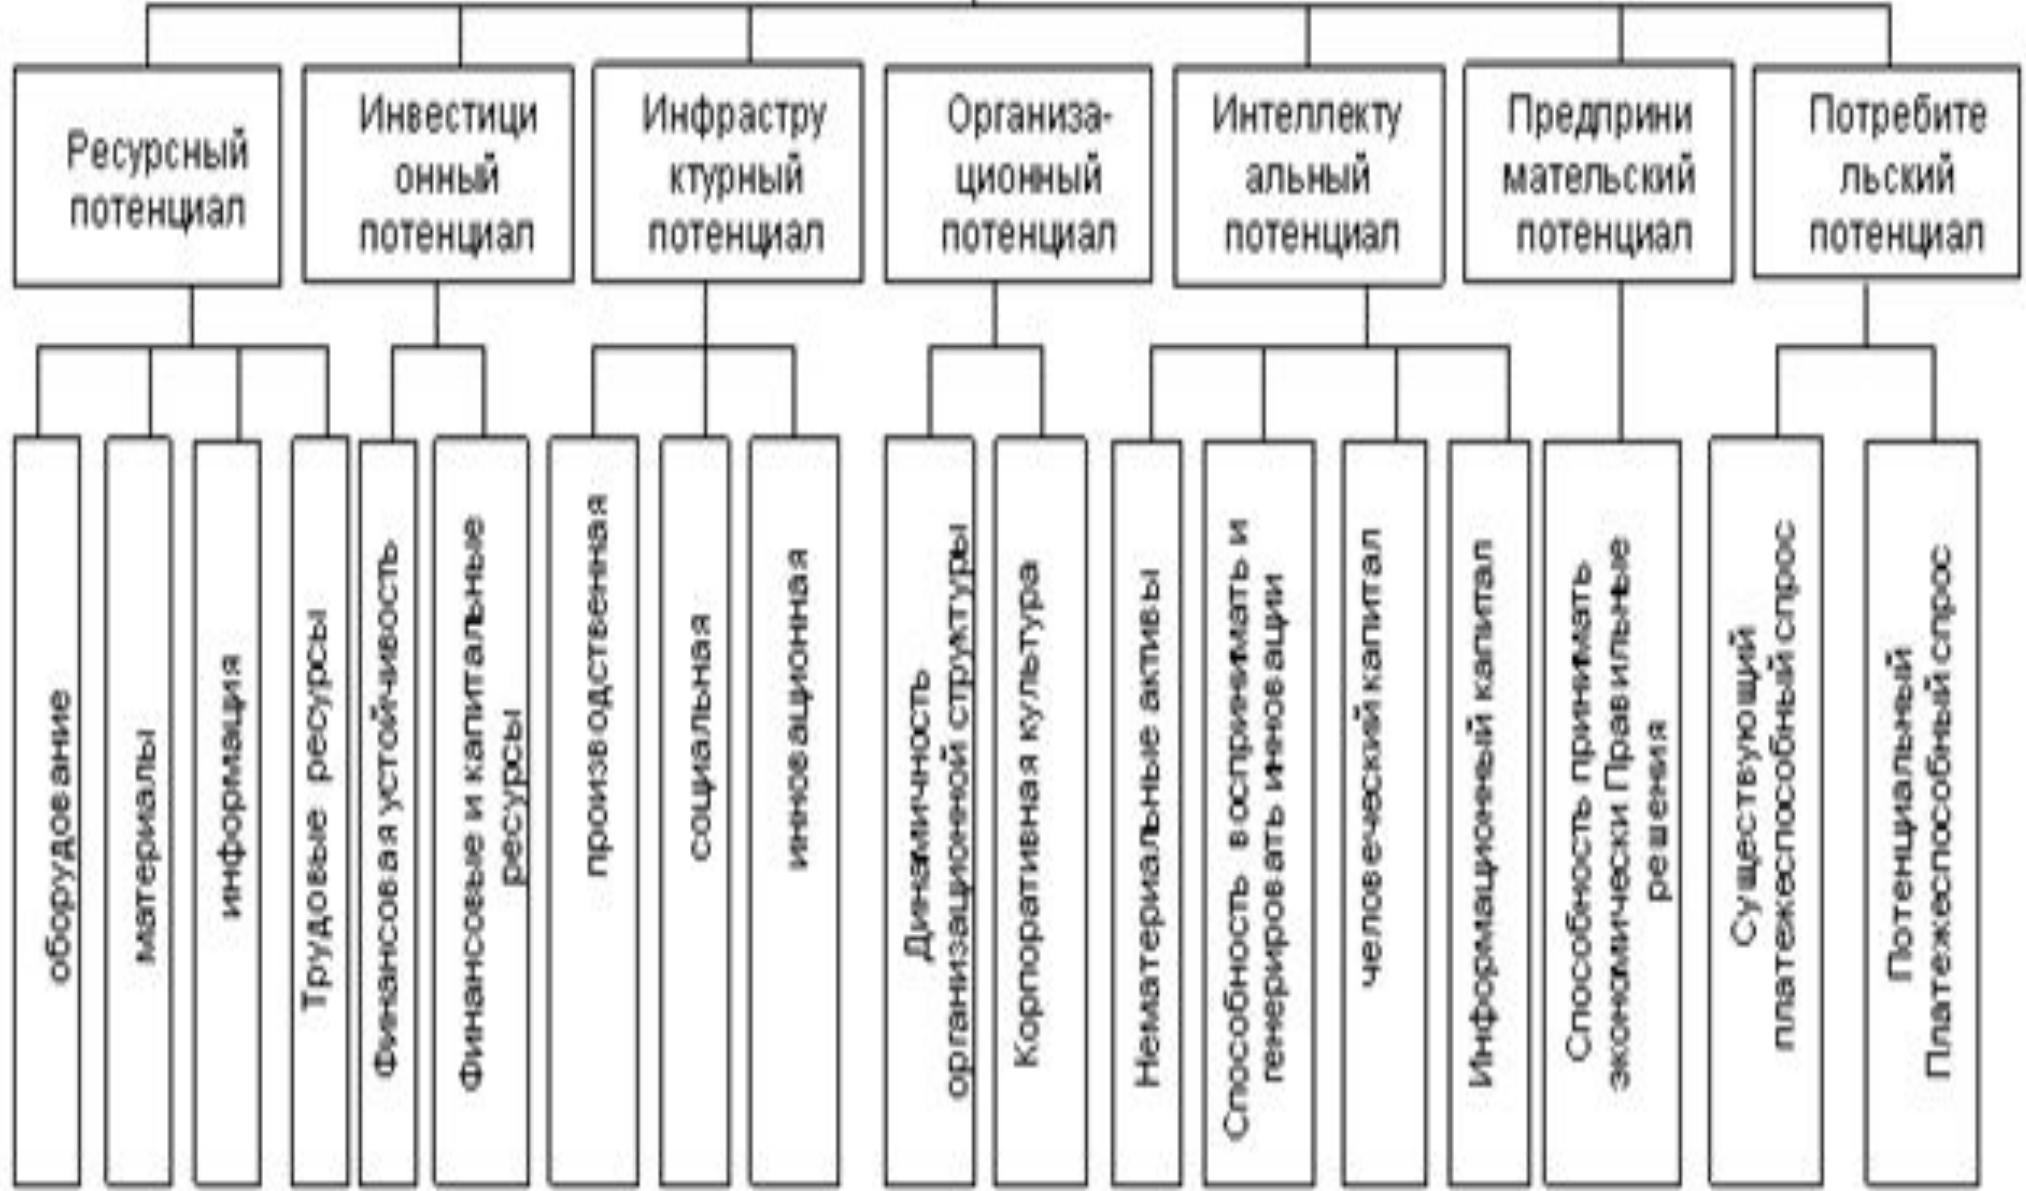 Ресурсный
потенциал
Инвестици
онный
потенциал
Инфрастру
ктурный
потенциал
Организа-
ционный
потенциал
Интеллекту
альный
потенциал
Предприни
мательский
потенциал
Потребите
льский
потенциал
оборудование
материалы
информация
Трудовые ресурсы
Финансовая устойчивость
Финансовые и капитальные
ресурсы
производственная
социальная
инновационная
Динамичность
организационной структуры
Корпоративная культура
Нематериальные активы
Способность воспринимать и
генерировать инновации
человеческий капитал
Информационный капитал
Способность принимать
экономически Правильные
решения
Существующий
платежеспособный спрос
Потенциальный
Платежеспособный спрос